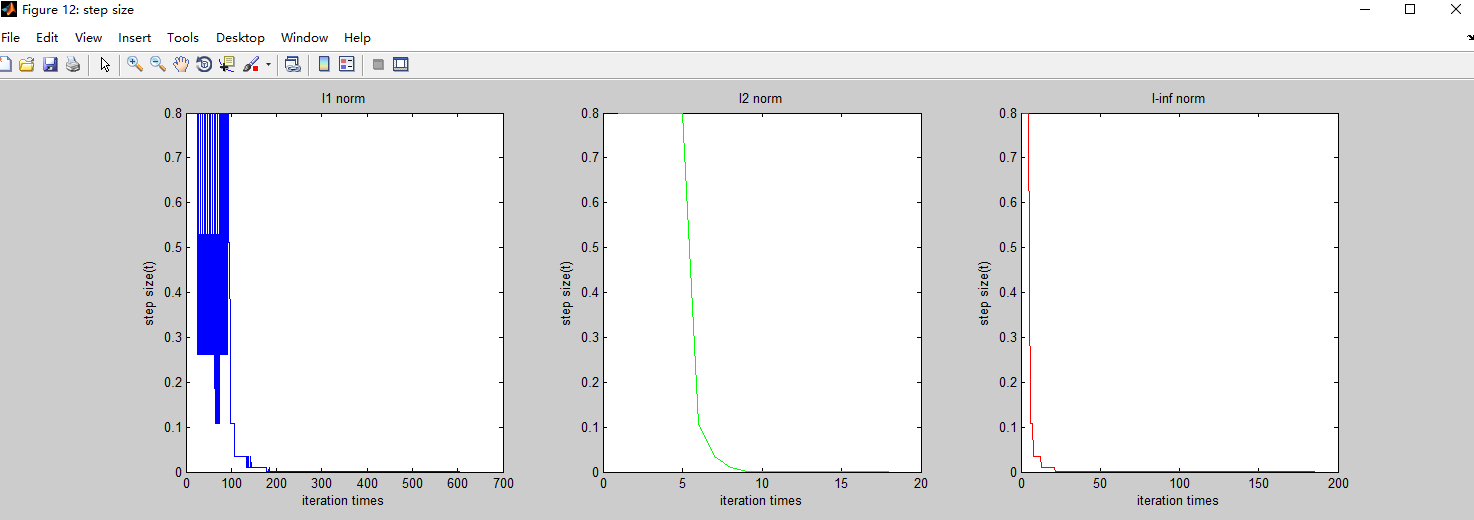 Figure 12: step size
File Edit View Insert Tools Desktop Window Help
l1 norm
0.8
0.7
0.6
0.5
0.4
0.3
0.2
0.1
0
step size(t)
0 100 200 300 400 500 600 700
iteration times
l2 norm
0.8
0.7
0.6
0.5
0.4
0.3
0.2
0.1
0
step size(t)
0 5 10 15 20
iteration times
l-inf norm
0.8
0.7
0.6
0.5
0.4
0.3
0.2
0.1
0
step size(t)
0 50 100 150 200
iteration times